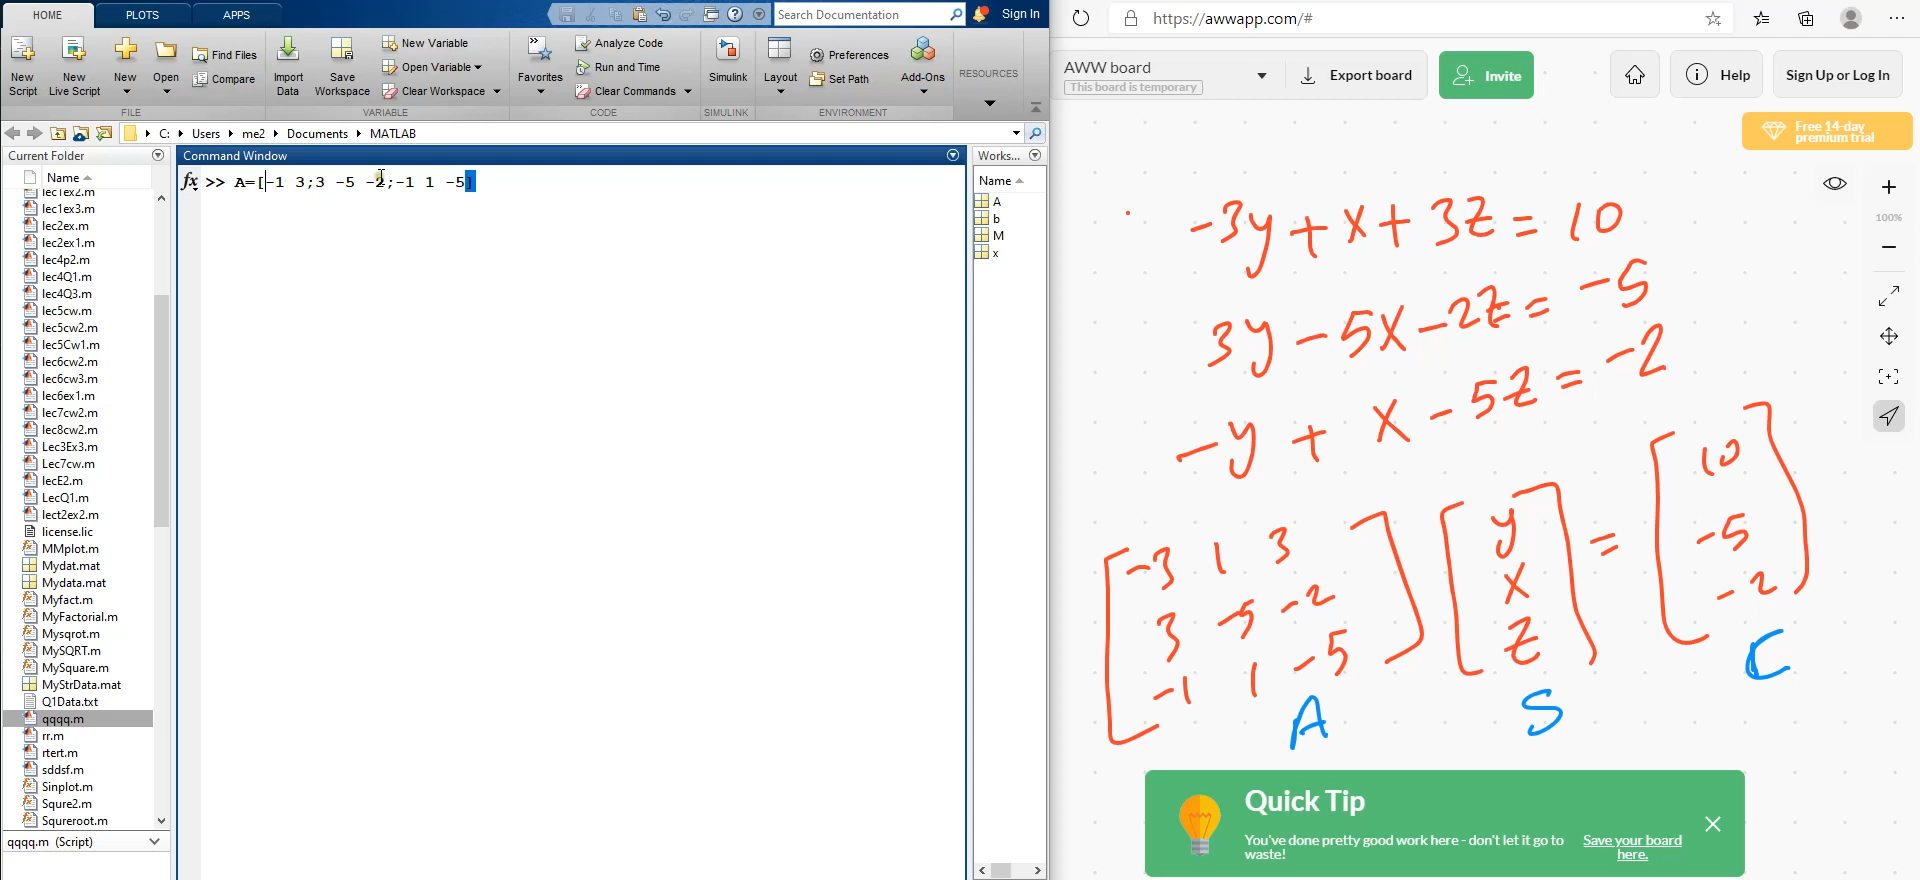 HOME PLOTS APPS
Search Documentation
Sign In
New Script
New Live Script
New
Open
Find Files
Compare
Import Data
Save Workspace
New Variable
Open Variable
Clear Workspace
Favorites
Analyze Code
Run and Time
Clear Commands
Simulink
Layout
Preferences
Set Path
Add-Ons
RESOURCES
FILE VARIABLE CODE SIMULINK ENVIRONMENT
C: Users me2 Documents MATLAB
Current Folder
Name
lec1ex2.m
lec1ex3.m
lec2ex.m
lec2ex1.m
lec4p2.m
lec4Q1.m
lec4Q3.m
lec5cw.m
lec5cw2.m
lec5Cw1.m
lec6cw2.m
lec6cw3.m
lec6ex1.m
lec7cw2.m
lec8cw2.m
Lec3Ex3.m
Lec7cw.m
lecE2.m
LecQ1.m
lect2ex2.m
license.lic
MMplot.m
Mydat.mat
Mydata.mat
Myfact.m
MyFactorial.m
Mysqrot.m
MySQRT.m
MySquare.m
MyStrData.mat
Q1Data.txt
qqqq.m
rr.m
rtert.m
sddsf.m
Sinplot.m
Squre2.m
Squreroot.m
qqqq.m (Script)
Command Window
fx >> A=[-1 3;3 -5 -2;-1 1 -5]
Works...
Name
A
b
M
x
https://awwapp.com/#
AWW board
This board is temporary
Export board
Invite
Help
Sign Up or Log In
Free 14-day
premium trial
100%
-3y + x + 3z = 10
3y - 5x - 2z = -5
-y + x - 5z = -2
-3 1 3 y 10
3 -5 -2 x = -5
-1 1 -5 z -2
A S C
Quick Tip
You've done pretty good work here - don't let it go to
waste!
Save your board
here.